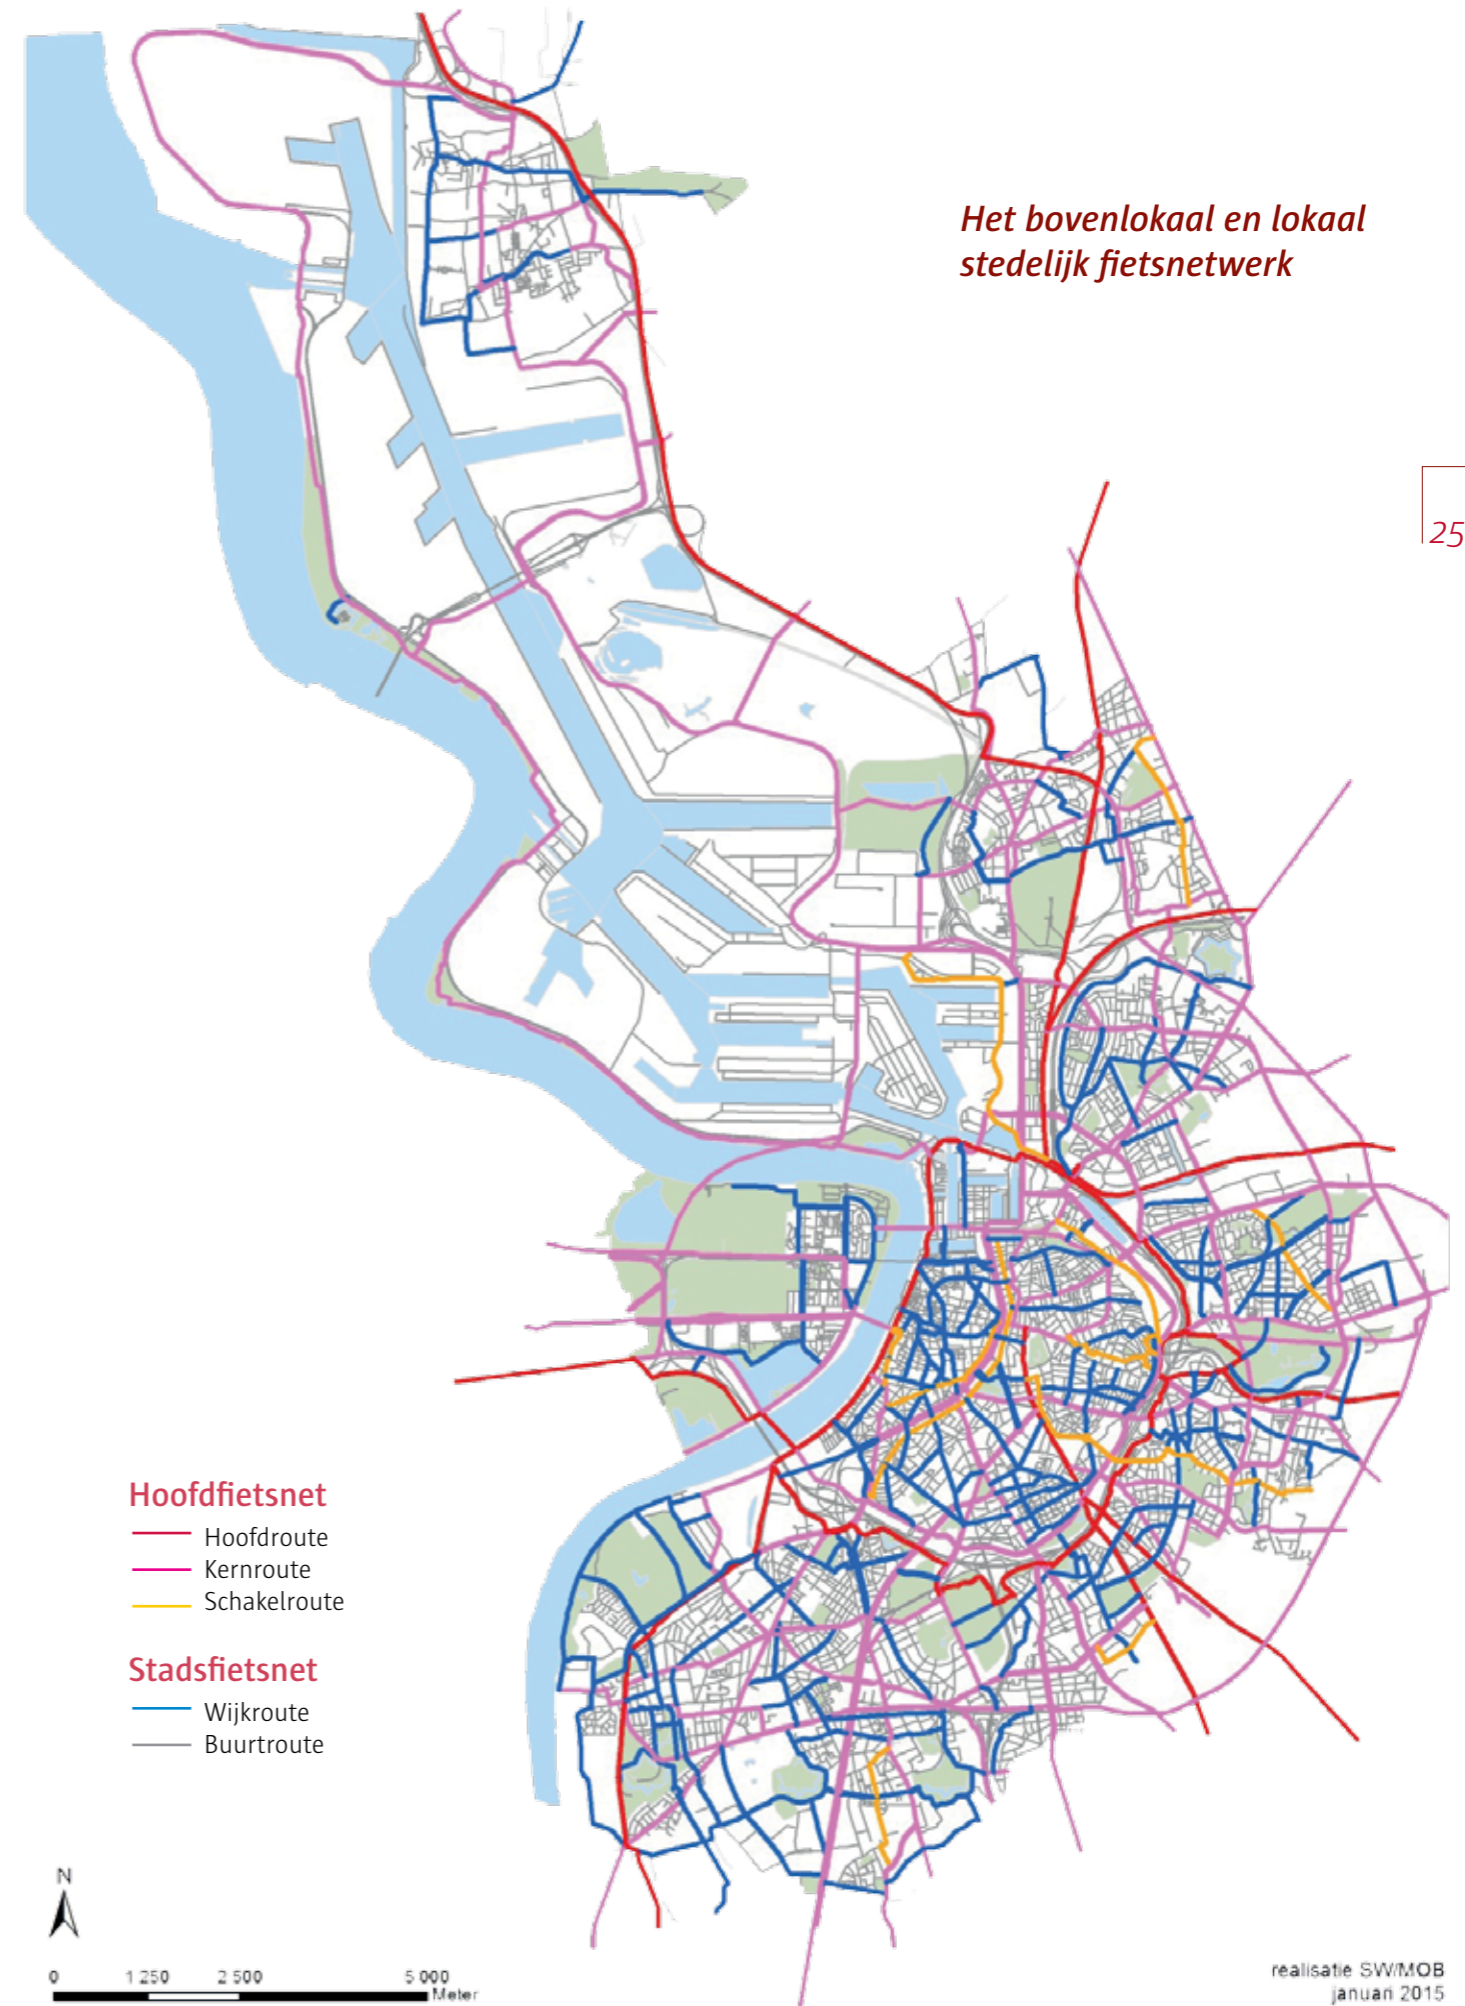 Het bovenlokaal en lokaal
stedelijk fietsnetwerk
25
Hoofdfietsnet
Hoofdroute
Kernroute
Schakelroute
Stadsfietsnet
Wijkroute
Buurtroute
N
0 1 250 2 500 5 000
Meter
realisatie SW/MOB
januari 2015